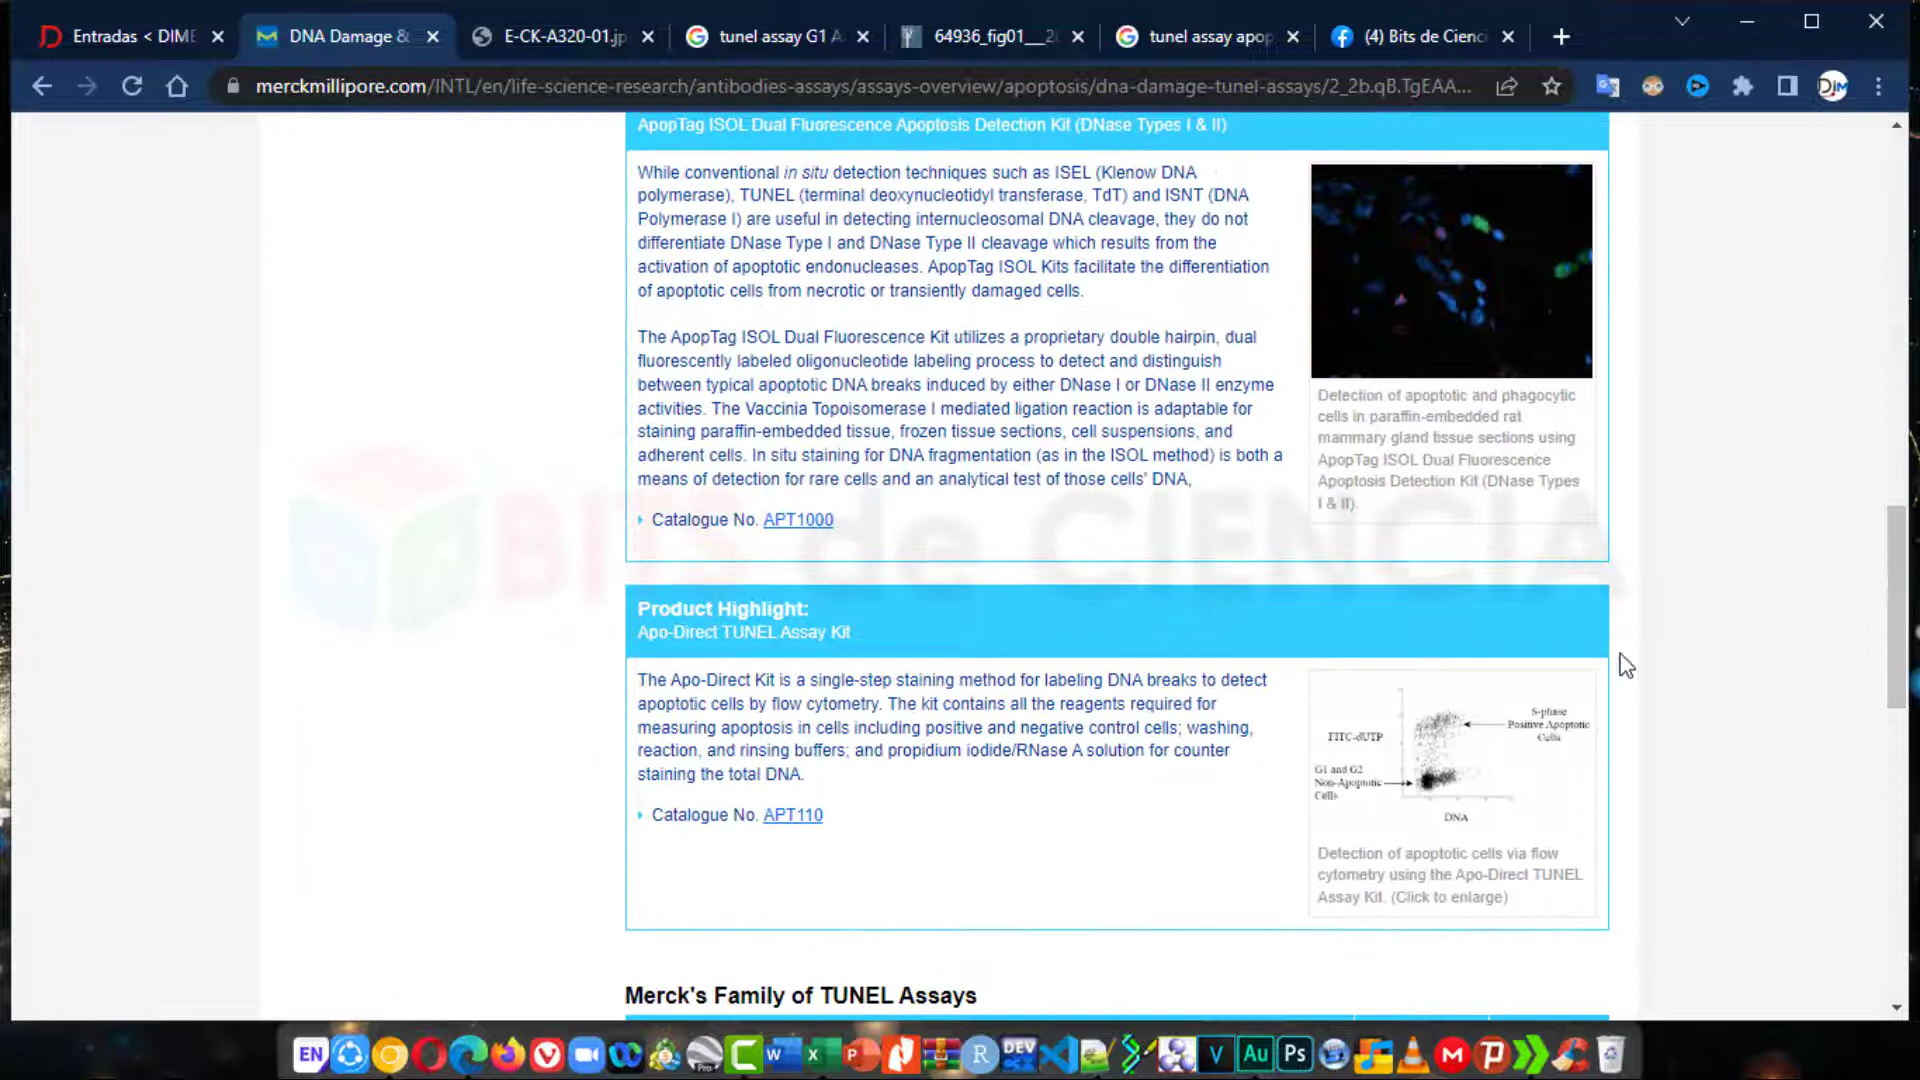 Entradas < DIME
DNA Damage &
E-CK-A320-01.jp
tunel assay G1 A
64936_fig01__2
tunel assay apop
(4) Bits de Cienci
merckmillipore.com/INTL/en/life-science-research/antibodies-assays/assays-overview/apoptosis/dna-damage-tunel-assays/2_2b.qB.TgEAA...
ApopTag ISOL Dual Fluorescence Apoptosis Detection Kit (DNase Types I & II)
While conventional in situ detection techniques such as ISEL (Klenow DNA
polymerase), TUNEL (terminal deoxynucleotidyl transferase, TdT) and ISNT (DNA
Polymerase I) are useful in detecting internucleosomal DNA cleavage, they do not
differentiate DNase Type I and DNase Type II cleavage which results from the
activation of apoptotic endonucleases. ApopTag ISOL Kits facilitate the differentiation
of apoptotic cells from necrotic or transiently damaged cells.
The ApopTag ISOL Dual Fluorescence Kit utilizes a proprietary double hairpin, dual
fluorescently labeled oligonucleotide labeling process to detect and distinguish
between typical apoptotic DNA breaks induced by either DNase I or DNase II enzyme
activities. The Vaccinia Topoisomerase I mediated ligation reaction is adaptable for
staining paraffin-embedded tissue, frozen tissue sections, cell suspensions, and
adherent cells. In situ staining for DNA fragmentation (as in the ISOL method) is both a
means of detection for rare cells and an analytical test of those cells' DNA,
Catalogue No. APT1000
Detection of apoptotic and phagocytic
cells in paraffin-embedded rat
mammary gland tissue sections using
ApopTag ISOL Dual Fluorescence
Apoptosis Detection Kit (DNase Types
I & II).
BITS de CIENCIA
Product Highlight:
Apo-Direct TUNEL Assay Kit
The Apo-Direct Kit is a single-step staining method for labeling DNA breaks to detect
apoptotic cells by flow cytometry. The kit contains all the reagents required for
measuring apoptosis in cells including positive and negative control cells; washing,
reaction, and rinsing buffers; and propidium iodide/RNase A solution for counter
staining the total DNA.
Catalogue No. APT110
S-phase
Positive Apoptotic
Cells
FITC-dUTP
G1 and G2
Non-Apoptotic
Cells
DNA
Detection of apoptotic cells via flow
cytometry using the Apo-Direct TUNEL
Assay Kit. (Click to enlarge)
Merck's Family of TUNEL Assays
EN
Pro
W
X
P
R
DEV
V
Au
Ps
M